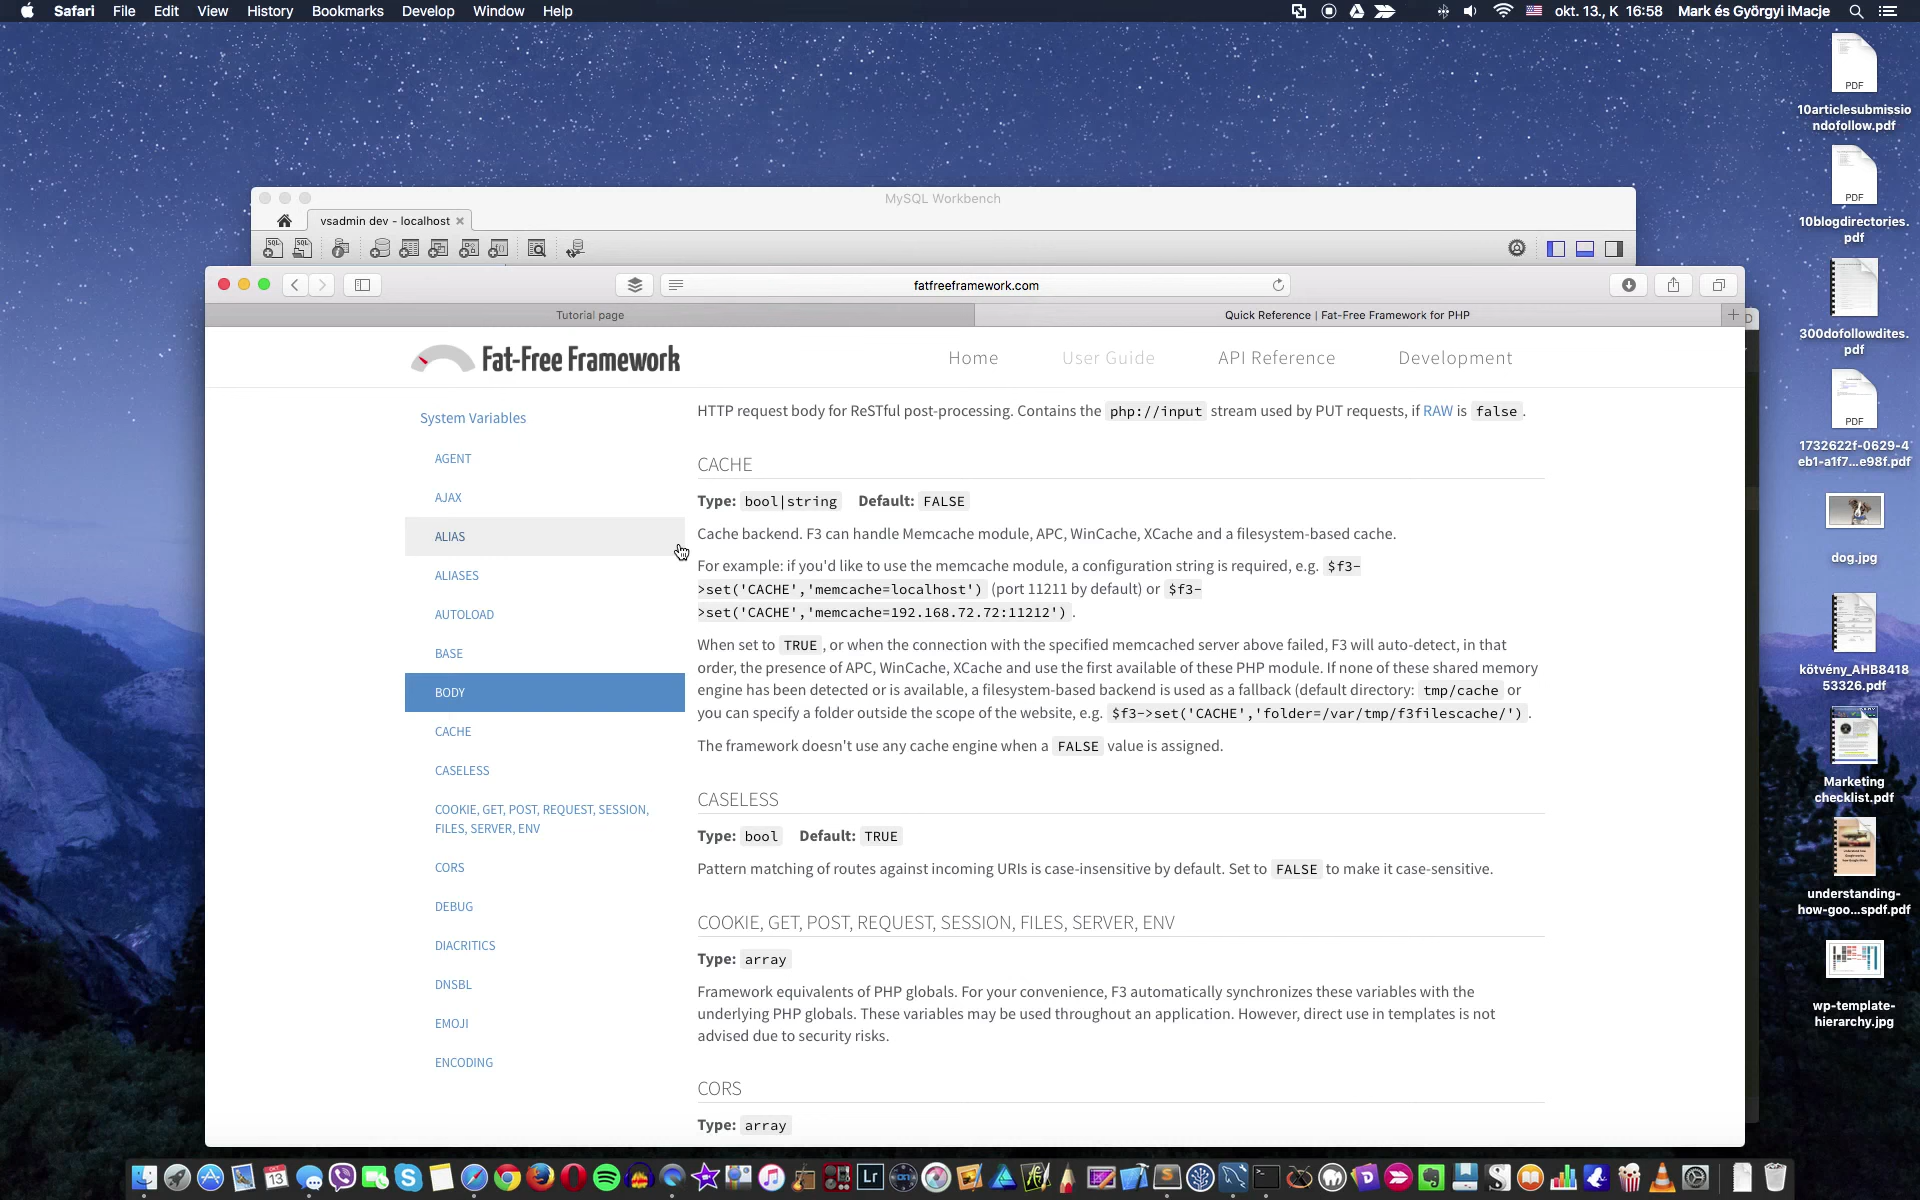 Safari File Edit View History Bookmarks Develop Window Help
okt. 13., K 16:58 Mark és Györgyi iMacje
MySQL Workbench
vsadmin dev - localhost
fatfreeframework.com
Tutorial page
Quick Reference | Fat-Free Framework for PHP
Fat-Free Framework
Home User Guide API Reference Development
System Variables
AGENT
AJAX
ALIAS
ALIASES
AUTOLOAD
BASE
BODY
CACHE
CASELESS
COOKIE, GET, POST, REQUEST, SESSION,
FILES, SERVER, ENV
CORS
DEBUG
DIACRITICS
DNSBL
EMOJI
ENCODING
HTTP request body for ReSTful post-processing. Contains the php://input stream used by PUT requests, if RAW is false .
CACHE
Type: bool|string Default: FALSE
Cache backend. F3 can handle Memcache module, APC, WinCache, XCache and a filesystem-based cache.
For example: if you'd like to use the memcache module, a configuration string is required, e.g. $f3-
>set('CACHE','memcache=localhost') (port 11211 by default) or $f3-
>set('CACHE','memcache=192.168.72.72:11212') .
When set to TRUE , or when the connection with the specified memcached server above failed, F3 will auto-detect, in that
order, the presence of APC, WinCache, XCache and use the first available of these PHP module. If none of these shared memory
engine has been detected or is available, a filesystem-based backend is used as a fallback (default directory: tmp/cache or
you can specify a folder outside the scope of the website, e.g. $f3->set('CACHE','folder=/var/tmp/f3filescache/') .
The framework doesn't use any cache engine when a FALSE value is assigned.
CASELESS
Type: bool Default: TRUE
Pattern matching of routes against incoming URIs is case-insensitive by default. Set to FALSE to make it case-sensitive.
COOKIE, GET, POST, REQUEST, SESSION, FILES, SERVER, ENV
Type: array
Framework equivalents of PHP globals. For your convenience, F3 automatically synchronizes these variables with the
underlying PHP globals. These variables may be used throughout an application. However, direct use in templates is not
advised due to security risks.
CORS
Type: array
PDF
10articlesubmissio
ndofollow.pdf
PDF
10blogdirectories.
pdf
300dofollowdites.
pdf
PDF
1732622f-0629-4
eb1-a1f7...e98f.pdf
dog.jpg
kötvény_AHB8418
53326.pdf
Marketing
checklist.pdf
understanding-
how-goo...spdf.pdf
wp-template-
hierarchy.jpg